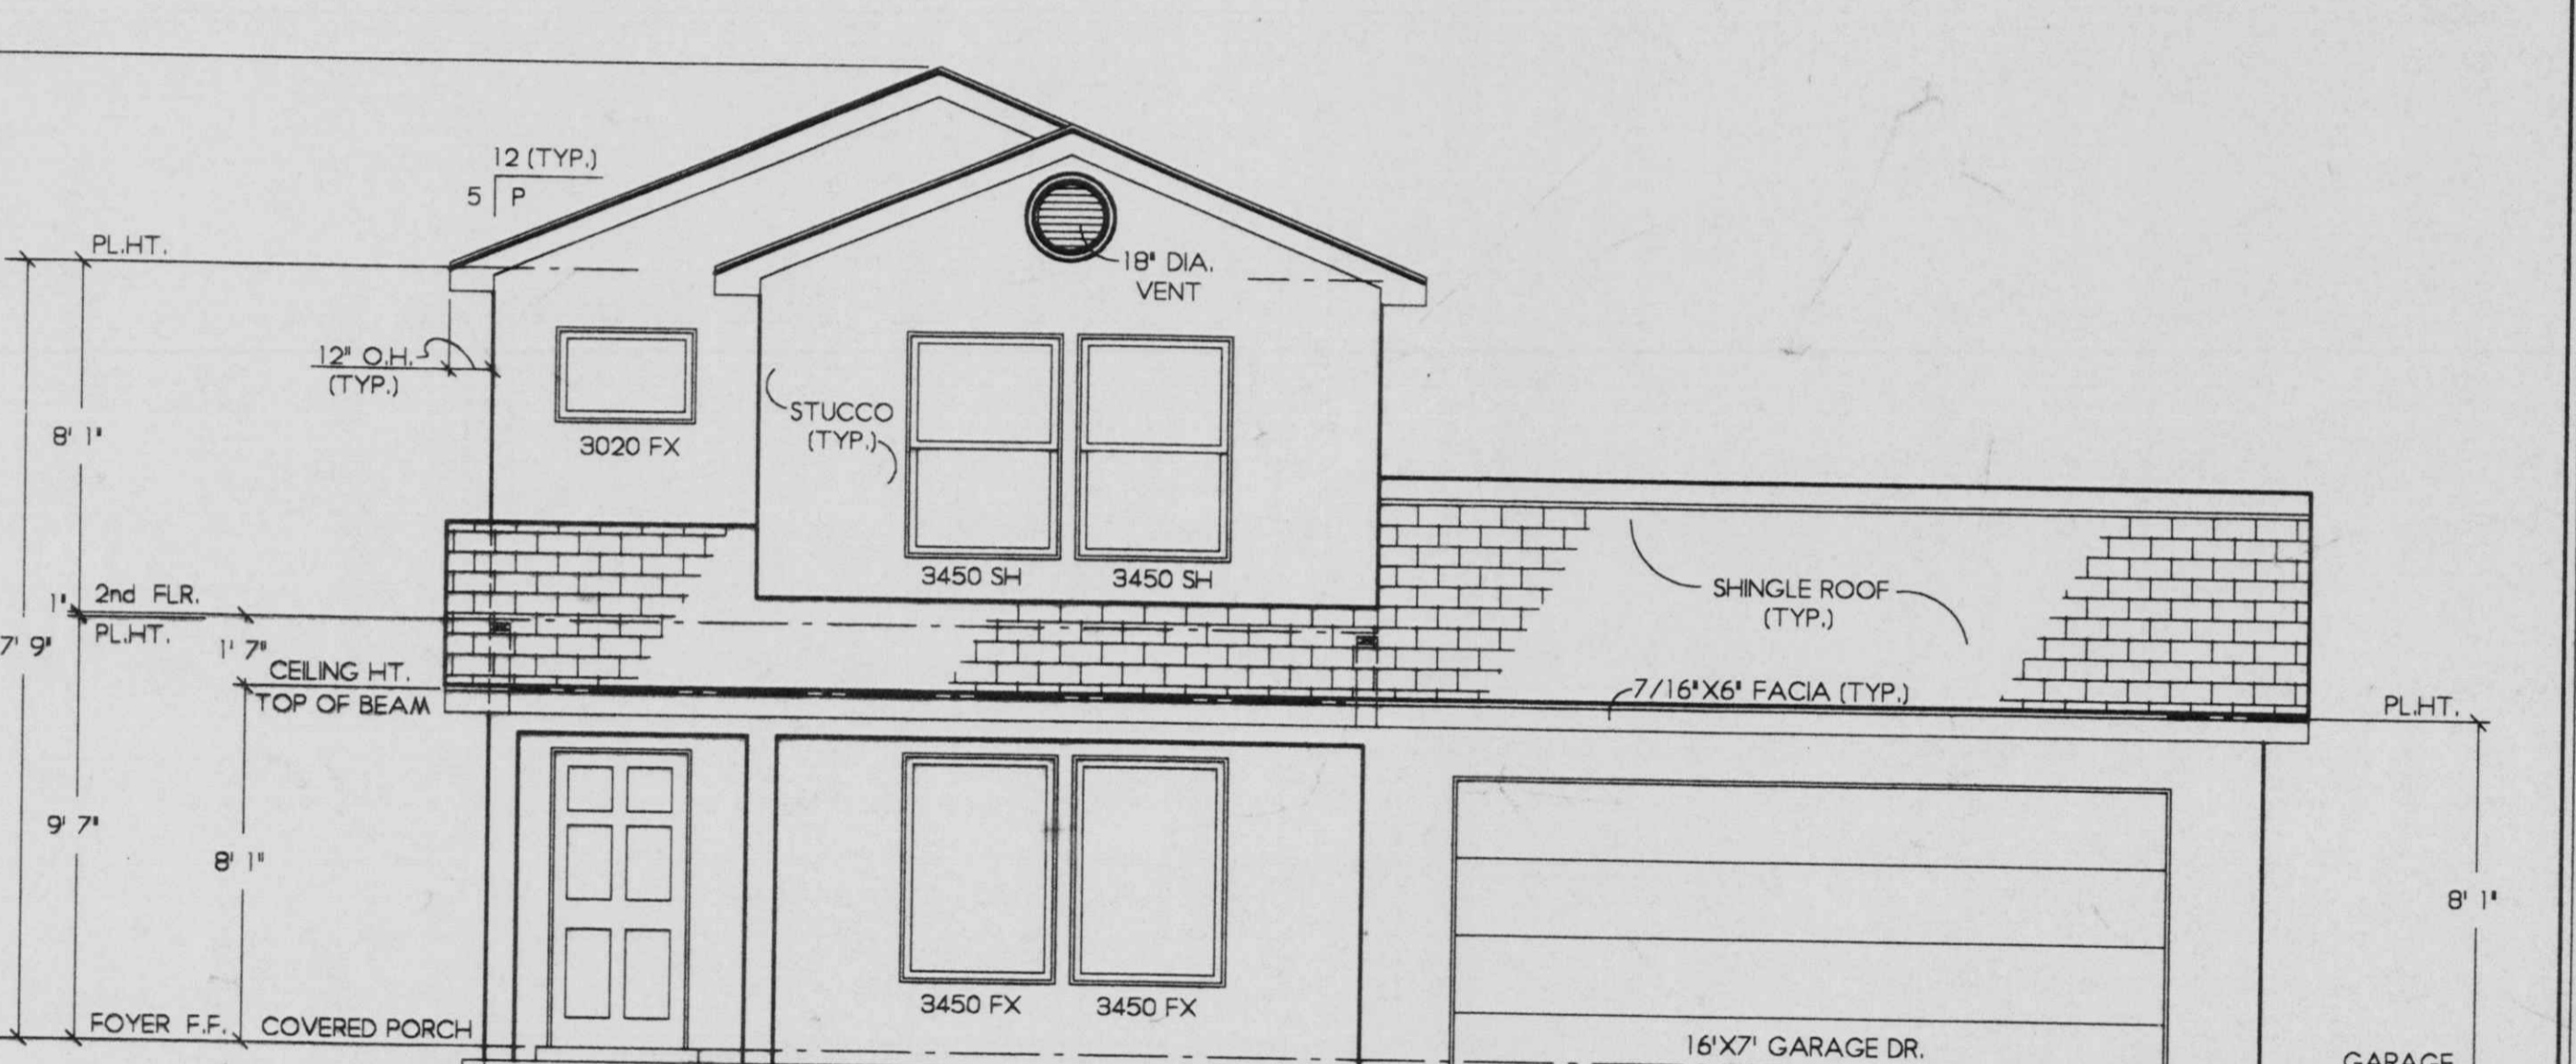 12 (TYP.)
5 P
PL.HT.
18" DIA.
VENT
12" O.H.
(TYP.)
STUCCO
(TYP.)
8' 1"
3020 FX
3450 SH
3450 SH
SHINGLE ROOF
(TYP.)
1"
2nd FLR.
PL.HT.
7' 9"
1' 7"
CEILING HT.
TOP OF BEAM
7/16"X6" FACIA (TYP.)
PL.HT.
9' 7"
8' 1"
8' 1"
3450 FX
3450 FX
FOYER F.F.
COVERED PORCH
16'X7' GARAGE DR.
GARAGE